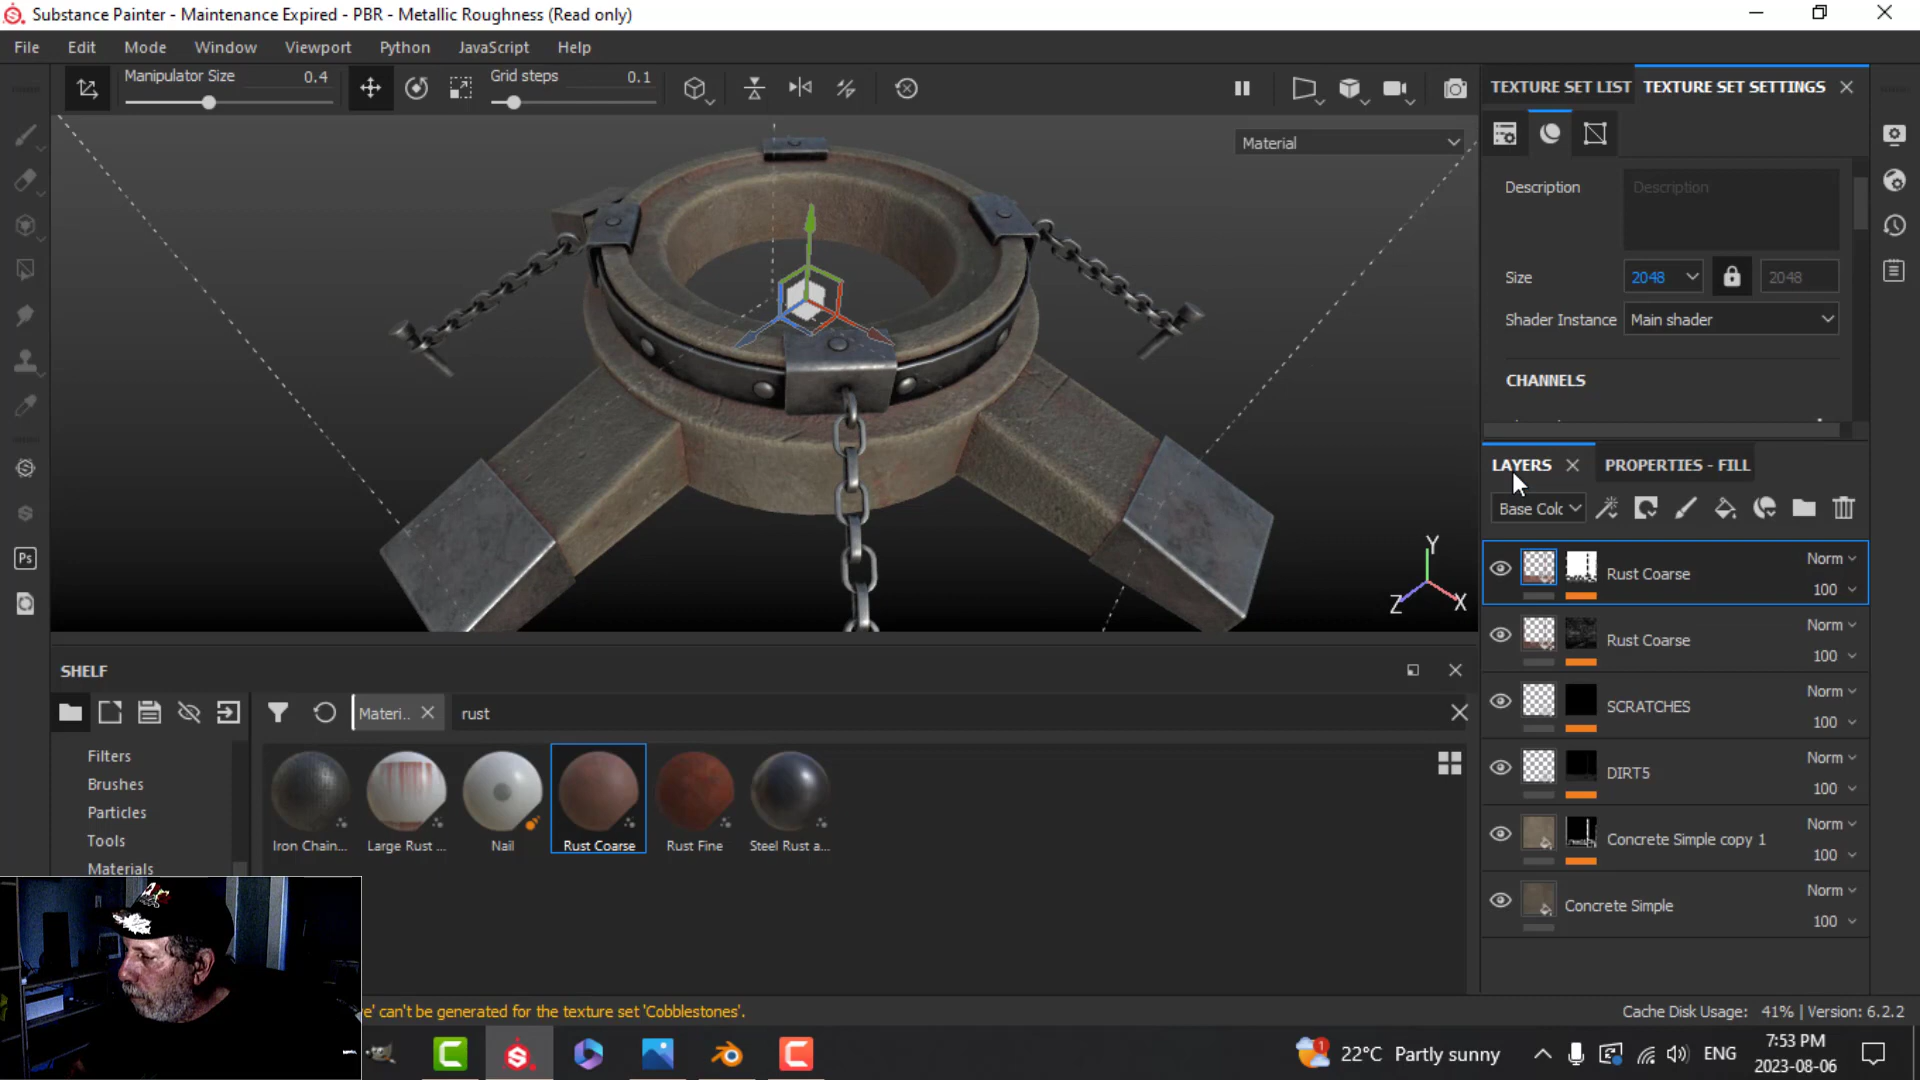 Substance Painter - Maintenance Expired - PBR - Metallic Roughness (Read only)
File Edit Mode Window Viewport Python JavaScript Help
Manipulator Size 0.4 Grid steps 0.1
TEXTURE SET LIST TEXTURE SET SETTINGS
Material
Description Description
Size 2048 2048
Shader Instance Main shader
CHANNELS
LAYERS PROPERTIES - FILL
Base Colc
Norm
Rust Coarse
100
Norm
Rust Coarse
100
Norm
SCRATCHES
100
Norm
DIRT5
100
Norm
Concrete Simple copy 1
100
Norm
Concrete Simple
100
Y
Z X
SHELF
Materi.. rust
Filters
Brushes
Particles
Tools
Materials
Iron Chain... Large Rust ... Nail Rust Coarse Rust Fine Steel Rust a...
Ps
e' can't be generated for the texture set 'Cobblestones'.
Cache Disk Usage: 41% | Version: 6.2.2
1 22°C Partly sunny ENG 7:53 PM
2023-08-06